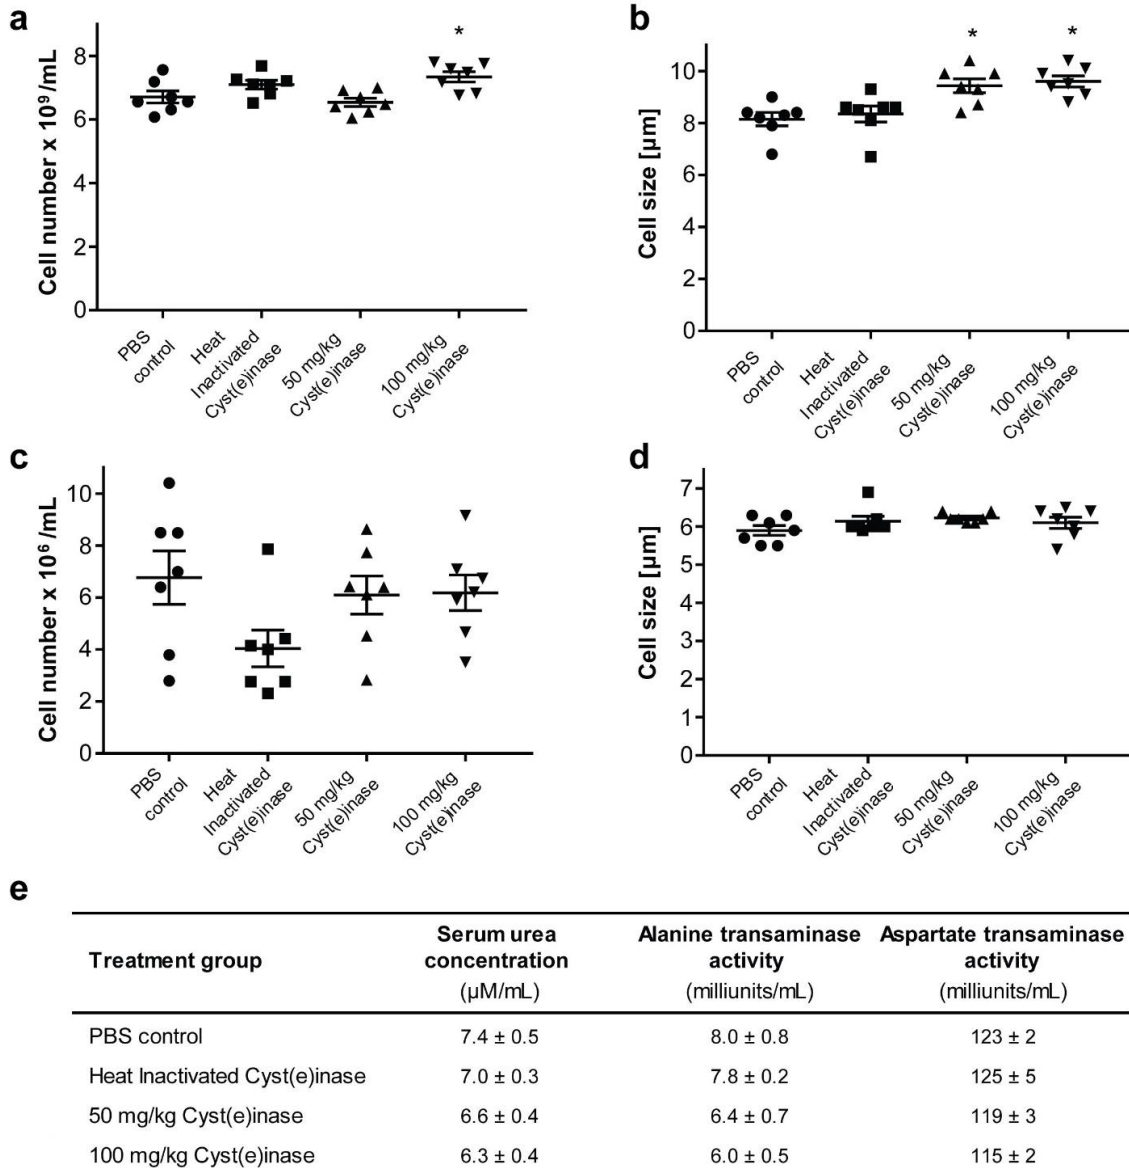 a
Cell number x 10⁹/mL
8
6
4
2
0
*
PBS
control
Heat
Inactivated
Cyst(e)inase
50 mg/kg
Cyst(e)inase
100 mg/kg
Cyst(e)inase
b
Cell size [µm]
10
8
6
4
2
0
*
*
PBS
control
Heat
Inactivated
Cyst(e)inase
50 mg/kg
Cyst(e)inase
100 mg/kg
Cyst(e)inase
c
Cell number x 10⁶/mL
10
8
6
4
2
0
PBS
control
Heat
Inactivated
Cyst(e)inase
50 mg/kg
Cyst(e)inase
100 mg/kg
Cyst(e)inase
d
Cell size [µm]
7
6
5
4
3
2
1
0
PBS
control
Heat
Inactivated
Cyst(e)inase
50 mg/kg
Cyst(e)inase
100 mg/kg
Cyst(e)inase
e
Treatment group
Serum urea
concentration
(µM/mL)
Alanine transaminase
activity
(milliunits/mL)
Aspartate transaminase
activity
(milliunits/mL)
PBS control 7.4 ± 0.5 8.0 ± 0.8 123 ± 2
Heat Inactivated Cyst(e)inase 7.0 ± 0.3 7.8 ± 0.2 125 ± 5
50 mg/kg Cyst(e)inase 6.6 ± 0.4 6.4 ± 0.7 119 ± 3
100 mg/kg Cyst(e)inase 6.3 ± 0.4 6.0 ± 0.5 115 ± 2